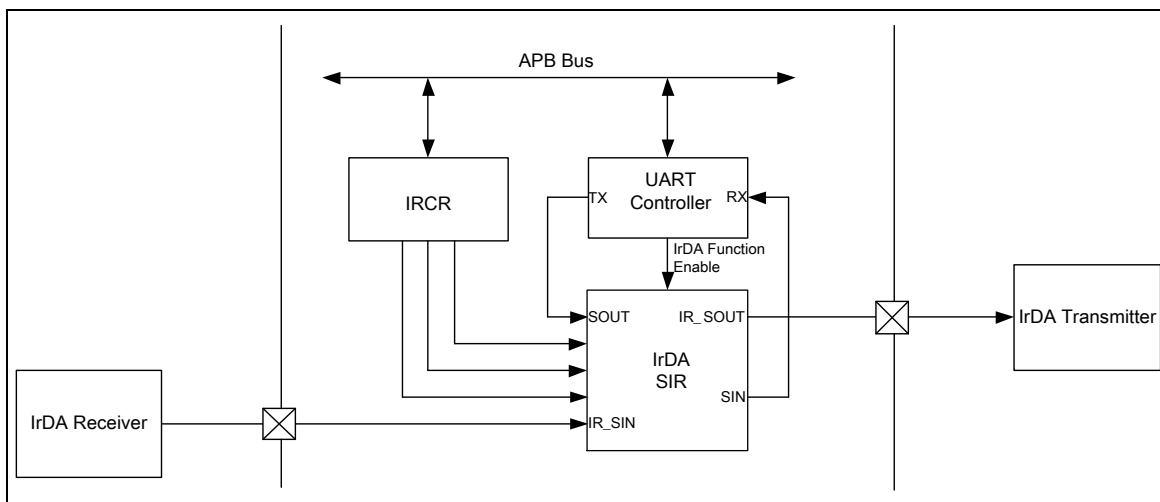 APB Bus
IRCR
UART
Controller
TX
RX
IrDA Function
Enable
SOUT
IR_SOUT
IrDA
SIR
SIN
IR_SIN
IrDA Receiver
IrDA Transmitter